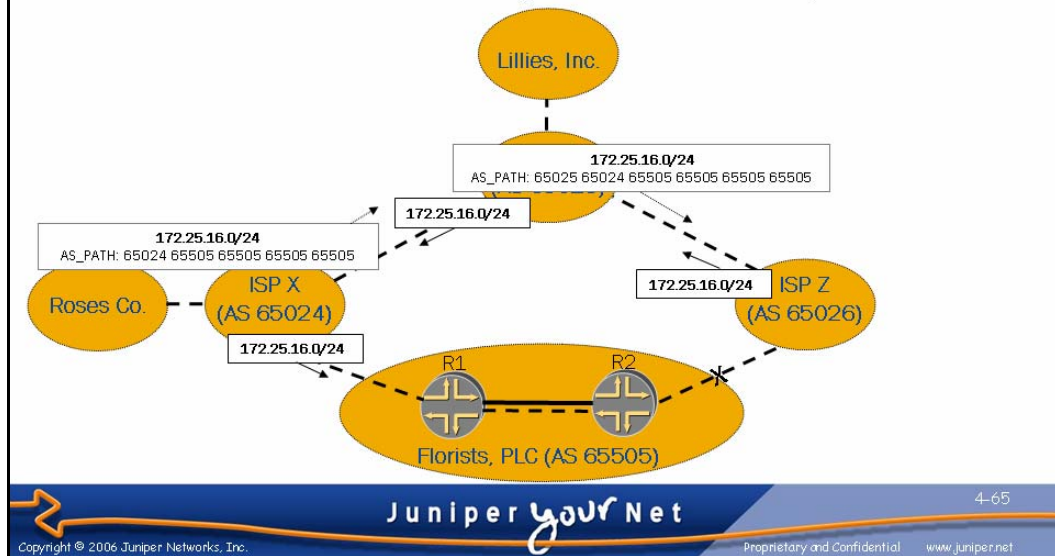 Lillies, Inc.
172.25.16.0/24
AS_PATH: 65025 65024 65505 65505 65505 65505
172.25.16.0/24
172.25.16.0/24
AS_PATH: 65024 65505 65505 65505 65505
172.25.16.0/24
Roses Co.
ISP X
(AS 65024)
ISP Z
(AS 65026)
172.25.16.0/24
R1
R2
X
Florists, PLC (AS 65505)
Juniper your Net
4-65
Copyright © 2006 Juniper Networks, Inc.
Proprietary and Confidential www.juniper.net